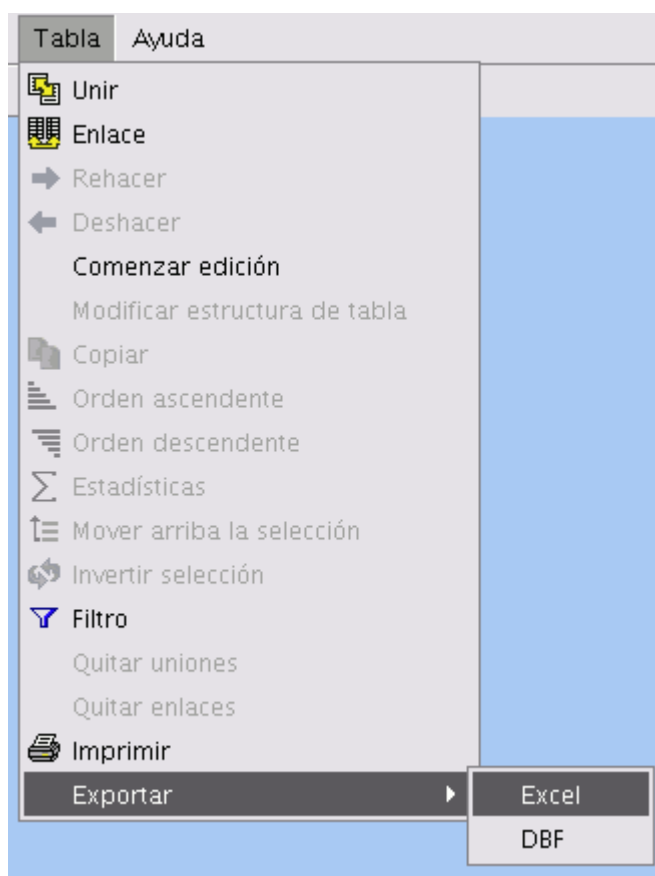 Tabla Ayuda
Unir
Enlace
Rehacer
Deshacer
Comenzar edición
Modificar estructura de tabla
Copiar
Orden ascendente
Orden descendente
Estadísticas
Mover arriba la selección
Invertir selección
Filtro
Quitar uniones
Quitar enlaces
Imprimir
Exportar Excel
DBF